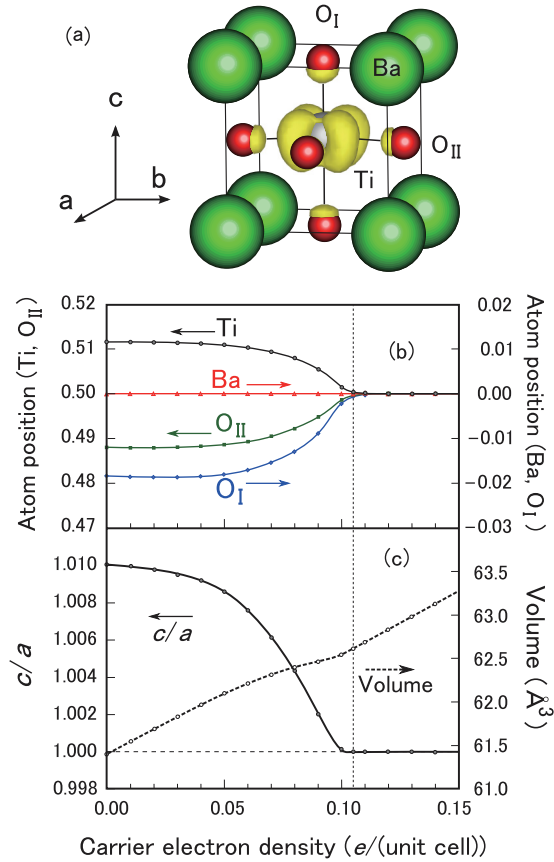 (a)
O_I
Ba
c
O_II
Ti
a
b
Atom position (Ti, O_II)
0.52
0.51
0.50
0.49
0.48
0.47
Ti
Ba
O_II
O_I
(b)
0.02
0.01
0.00
-0.01
-0.02
-0.03
Atom position (Ba, O_I)
c/a
1.010
1.008
1.006
1.004
1.002
1.000
0.998
c/a
Volume
(c)
63.5
63.0
62.5
62.0
61.5
61.0
Volume (Å^3)
0.00
0.05
0.10
0.15
Carrier electron density (e/(unit cell))